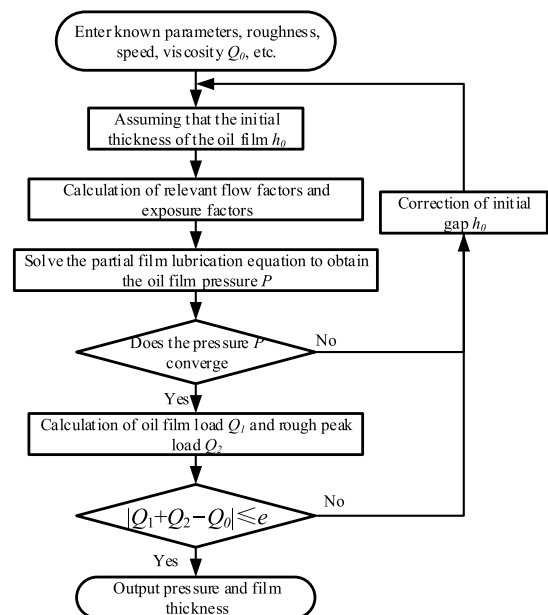 Enter known parameters, roughness,
speed, viscosity Q0, etc.
Assuming that the initial
thickness of the oil film h0
Calculation of relevant flow factors and
exposure factors
Correction of initial
gap h0
Solve the partial film lubrication equation to obtain
the oil film pressure P
Does the pressure P
converge
No
Yes
Calculation of oil film load Q1 and rough peak
load Q2
|Q1+Q2−Q0|≤e
No
Yes
Output pressure and film
thickness